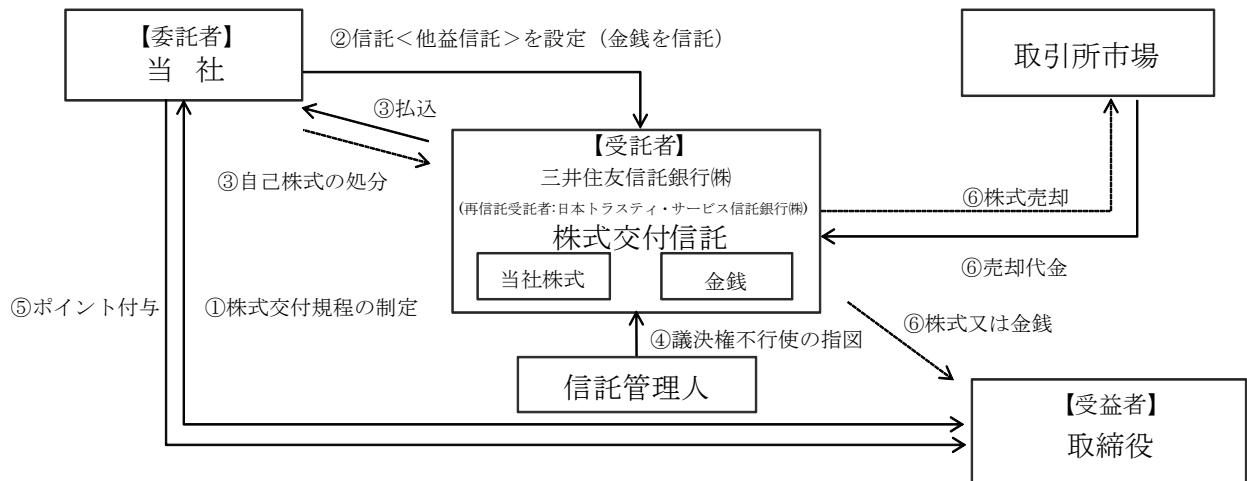 【委託者】
当 社
②信託＜他益信託＞を設定（金銭を信託）
取引所市場
③払込
③自己株式の処分
【受託者】
三井住友信託銀行㈱
(再信託受託者:日本トラスティ・サービス信託銀行㈱)
株式交付信託
当社株式
金銭
⑥株式売却
⑥売却代金
⑤ポイント付与
①株式交付規程の制定
④議決権不行使の指図
⑥株式又は金銭
信託管理人
【受益者】
取締役